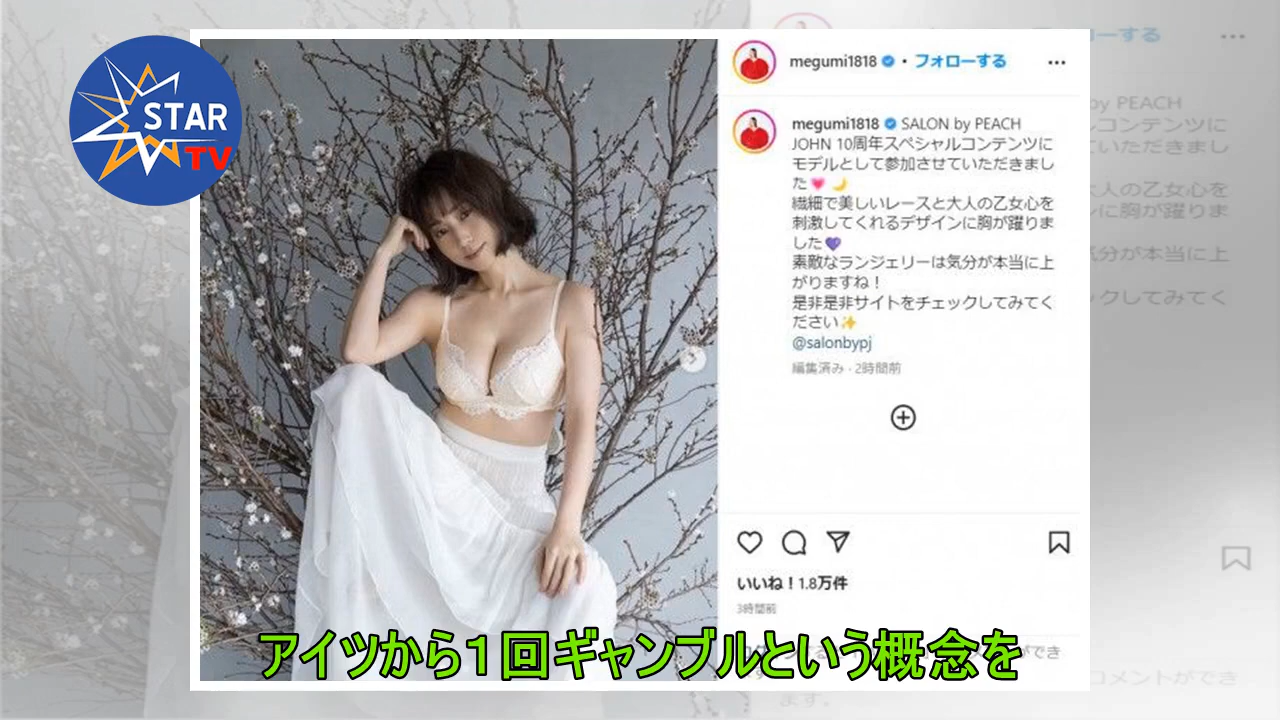 STAR
TV
megumi1818 • フォローする
megumi1818 SALON by PEACH
JOHN 10周年スペシャルコンテンツに
モデルとして参加させていただきまし
た💗🌙
繊細で美しいレースと大人の乙女心を
刺激してくれるデザインに胸が躍りま
した💜
素敵なランジェリーは気分が本当に上
がりますね！
是非是非サイトをチェックしてみてく
ださい✨
@salonbypj
編集済み・2時間前
いいね！1.8万件
3時間前
アイツから１回ギャンブルという概念を